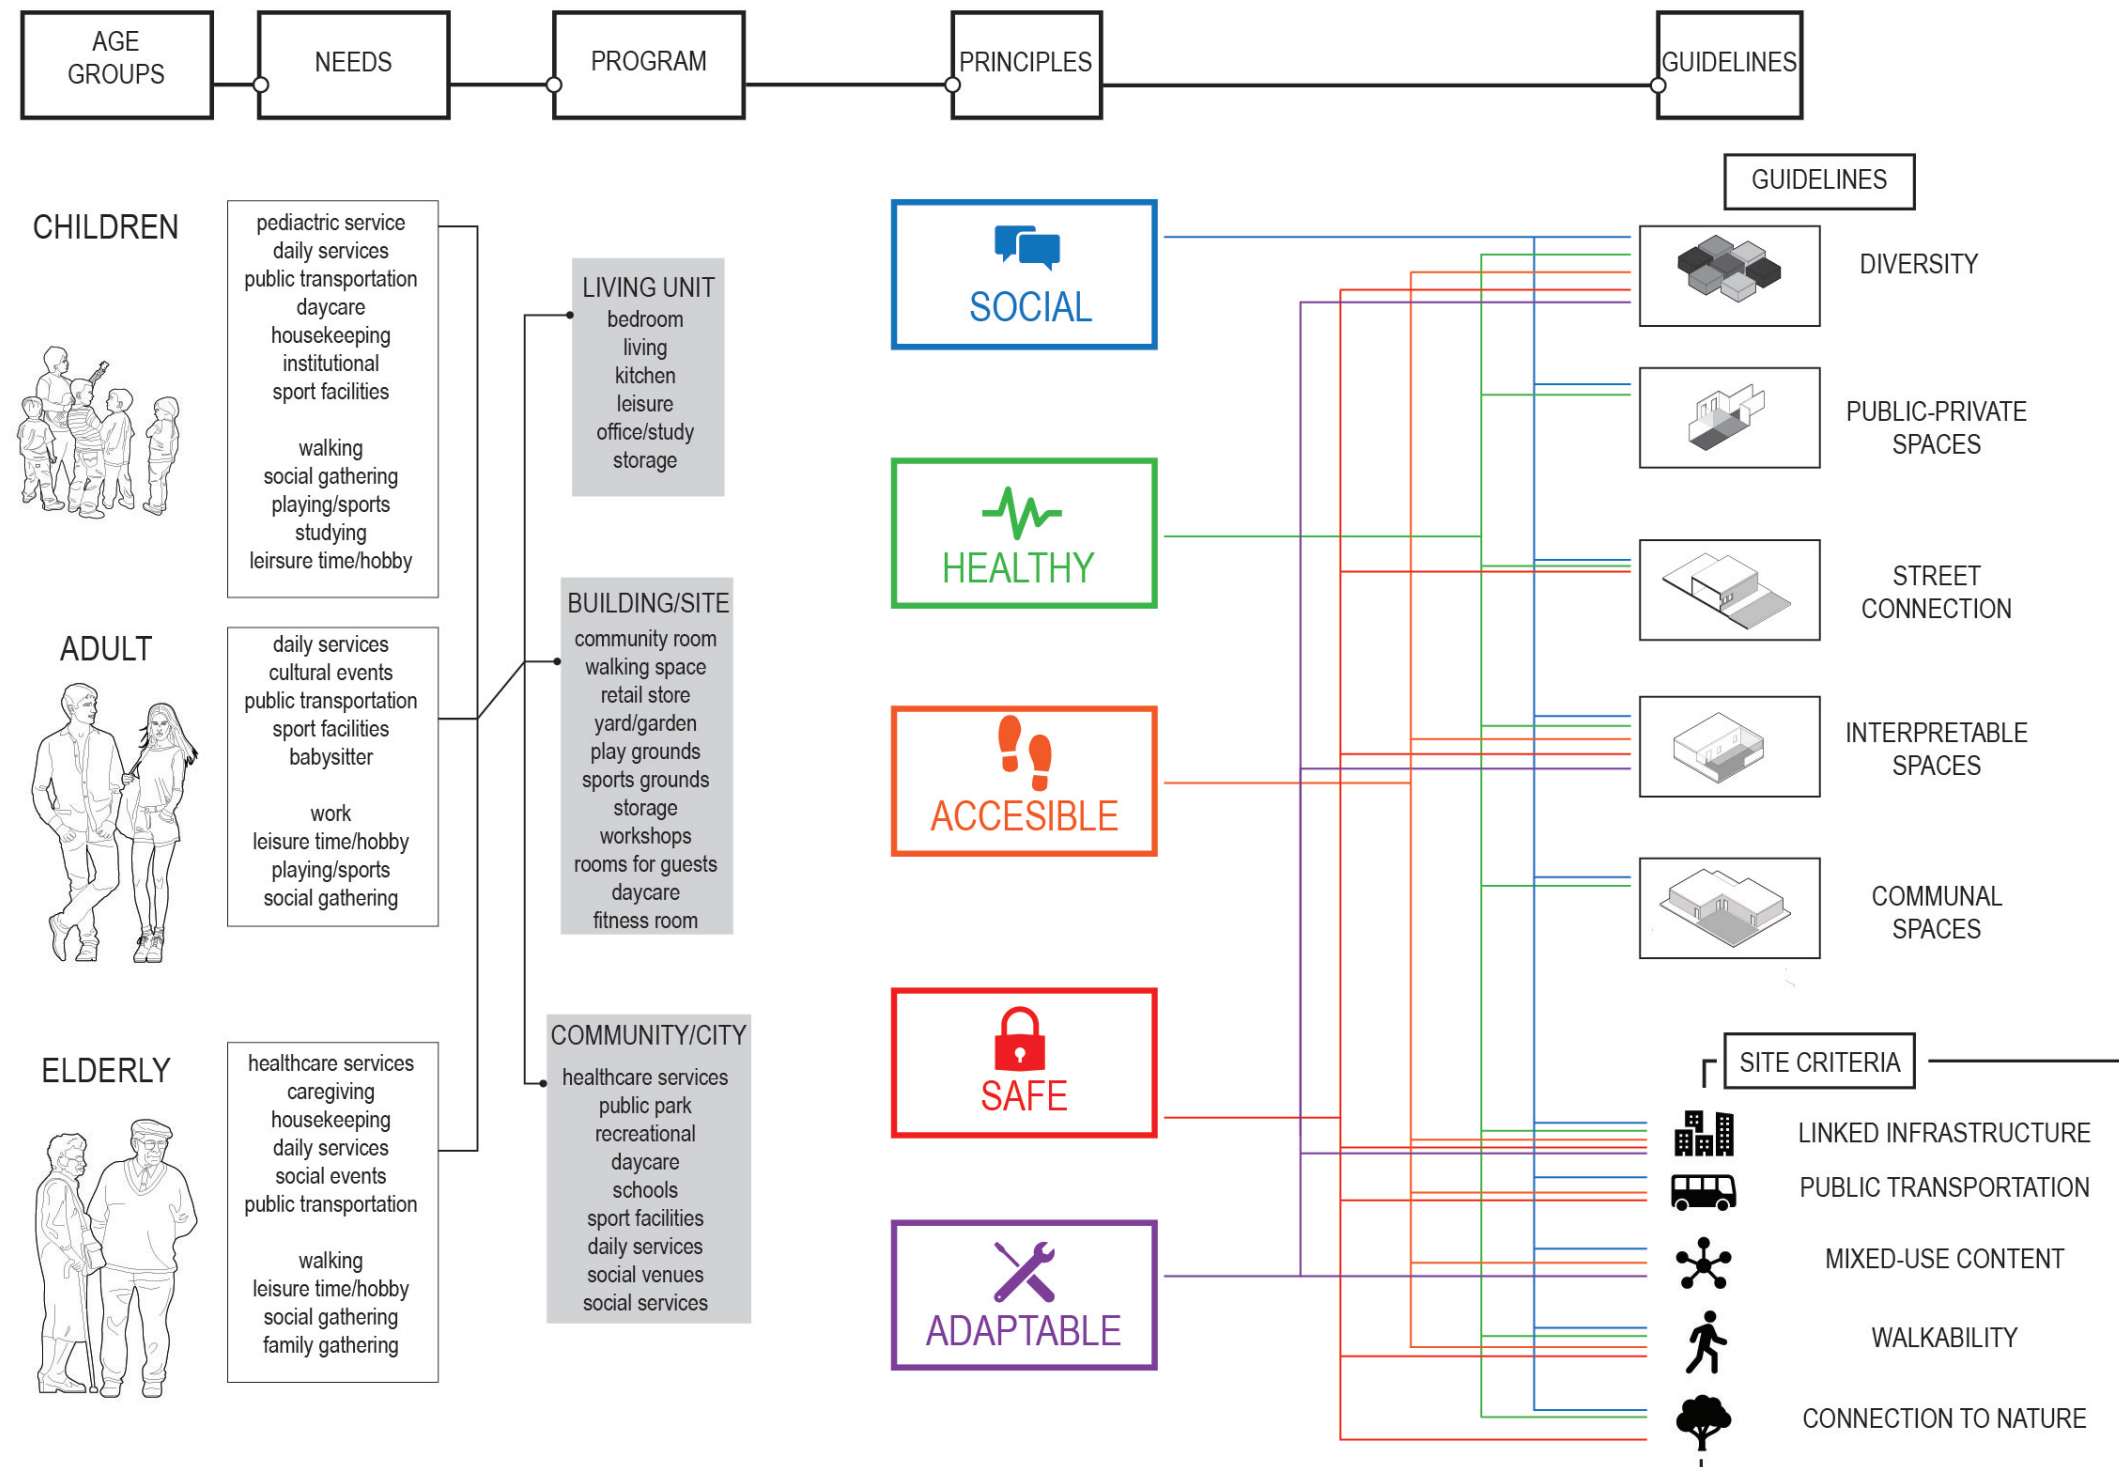 AGE
GROUPS
NEEDS
PROGRAM
PRINCIPLES
GUIDELINES
CHILDREN
pediatric service
daily services
public transportation
daycare
housekeeping
institutional
sport facilities
walking
social gathering
playing/sports
studying
leirsure time/hobby
ADULT
daily services
cultural events
public transportation
sport facilities
babysitter
work
leisure time/hobby
playing/sports
social gathering
ELDERLY
healthcare services
caregiving
housekeeping
daily services
social events
public transportation
walking
leisure time/hobby
social gathering
family gathering
LIVING UNIT
bedroom
living
kitchen
leisure
office/study
storage
BUILDING/SITE
community room
walking space
retail store
yard/garden
play grounds
sports grounds
storage
workshops
rooms for guests
daycare
fitness room
COMMUNITY/CITY
healthcare services
public park
recreational
daycare
schools
sport facilities
daily services
social venues
social services
SOCIAL
HEALTHY
ACCESIBLE
SAFE
ADAPTABLE
GUIDELINES
DIVERSITY
PUBLIC-PRIVATE
SPACES
STREET
CONNECTION
INTERPRETABLE
SPACES
COMMUNAL
SPACES
SITE CRITERIA
LINKED INFRASTRUCTURE
PUBLIC TRANSPORTATION
MIXED-USE CONTENT
WALKABILITY
CONNECTION TO NATURE